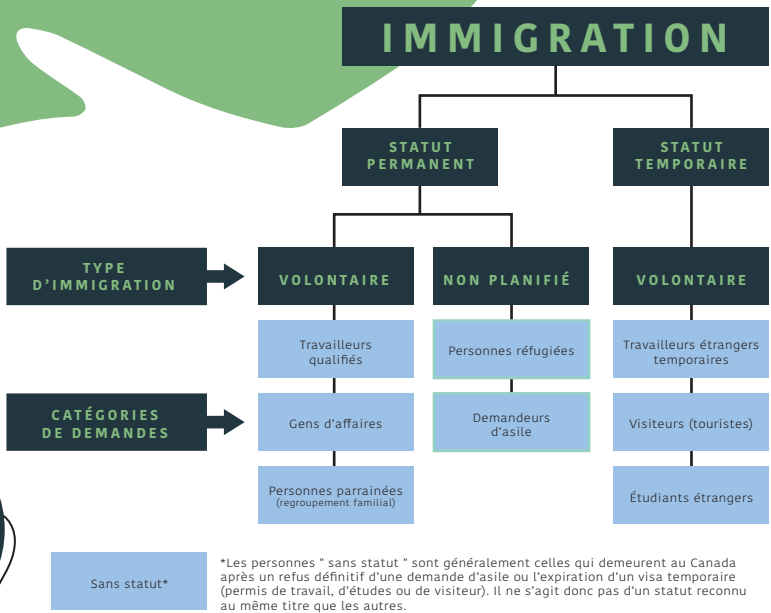 IMMIGRATION
STATUT
PERMANENT
STATUT
TEMPORAIRE
TYPE
D'IMMIGRATION
VOLONTAIRE
NON PLANIFIÉ
VOLONTAIRE
Travailleurs
qualifiés
Personnes réfugiées
Travailleurs étrangers
temporaires
CATÉGORIES
DE DEMANDES
Gens d'affaires
Demandeurs
d'asile
Visiteurs (touristes)
Personnes parrainées
(regroupement familial)
Étudiants étrangers
Sans statut*
*Les personnes " sans statut " sont généralement celles qui demeurent au Canada
après un refus définitif d'une demande d'asile ou l'expiration d'un visa temporaire
(permis de travail, d'études ou de visiteur). Il ne s'agit donc pas d'un statut reconnu
au même titre que les autres.